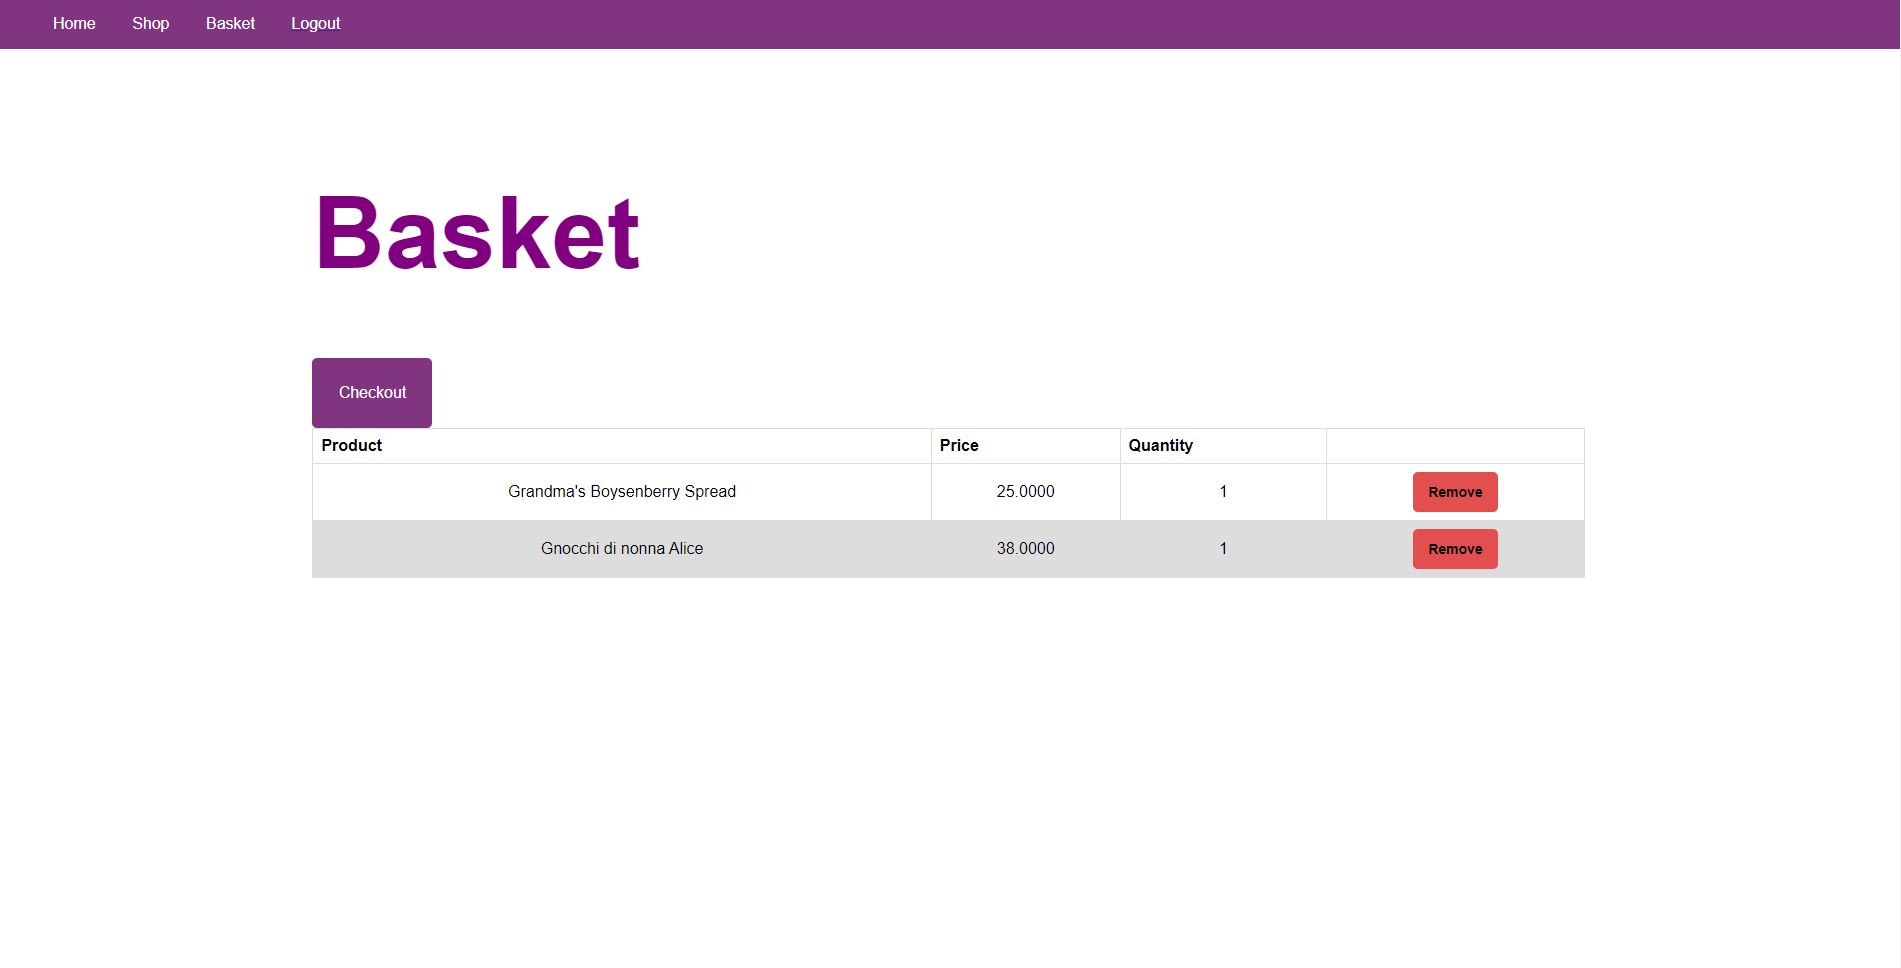 Home Shop Basket Logout
Basket
Checkout
Product Price Quantity
Grandma's Boysenberry Spread 25.0000 1 Remove
Gnocchi di nonna Alice 38.0000 1 Remove